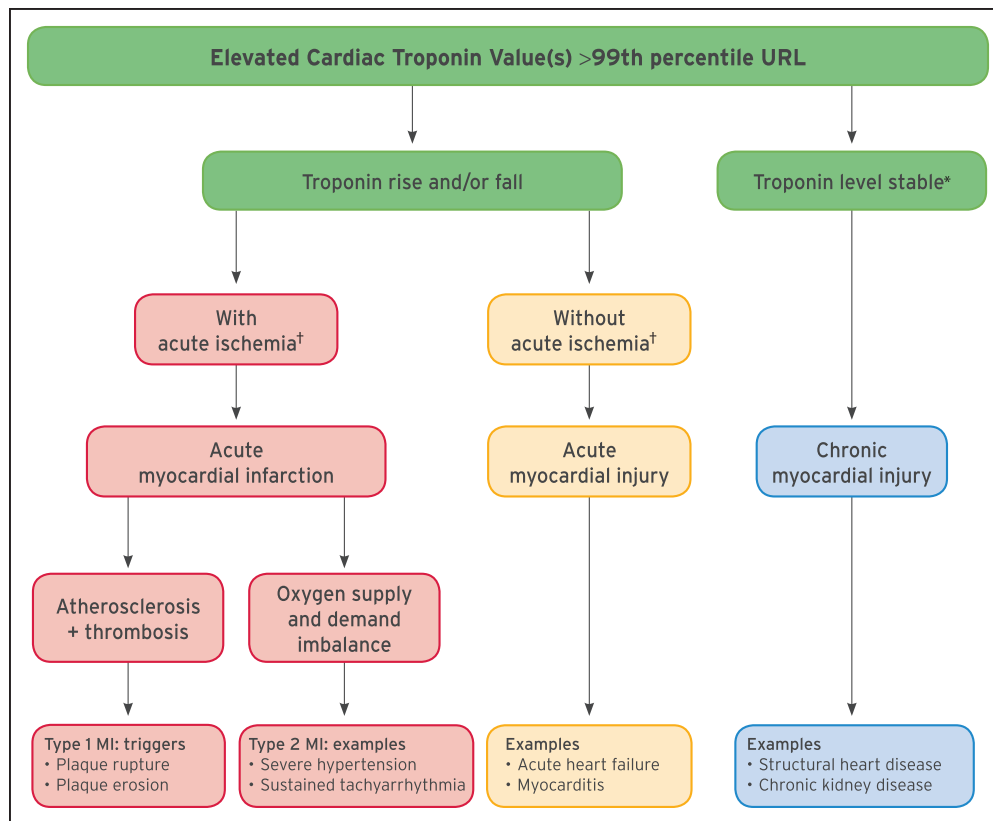 Elevated Cardiac Troponin Value(s) >99th percentile URL
Troponin rise and/or fall
Troponin level stable*
With
acute ischemia†
Without
acute ischemia†
Acute
myocardial infarction
Acute
myocardial injury
Chronic
myocardial injury
Atherosclerosis
+ thrombosis
Oxygen supply
and demand
imbalance
Type 1 MI: triggers
• Plaque rupture
• Plaque erosion
Type 2 MI: examples
• Severe hypertension
• Sustained tachyarrhythmia
Examples
• Acute heart failure
• Myocarditis
Examples
• Structural heart disease
• Chronic kidney disease